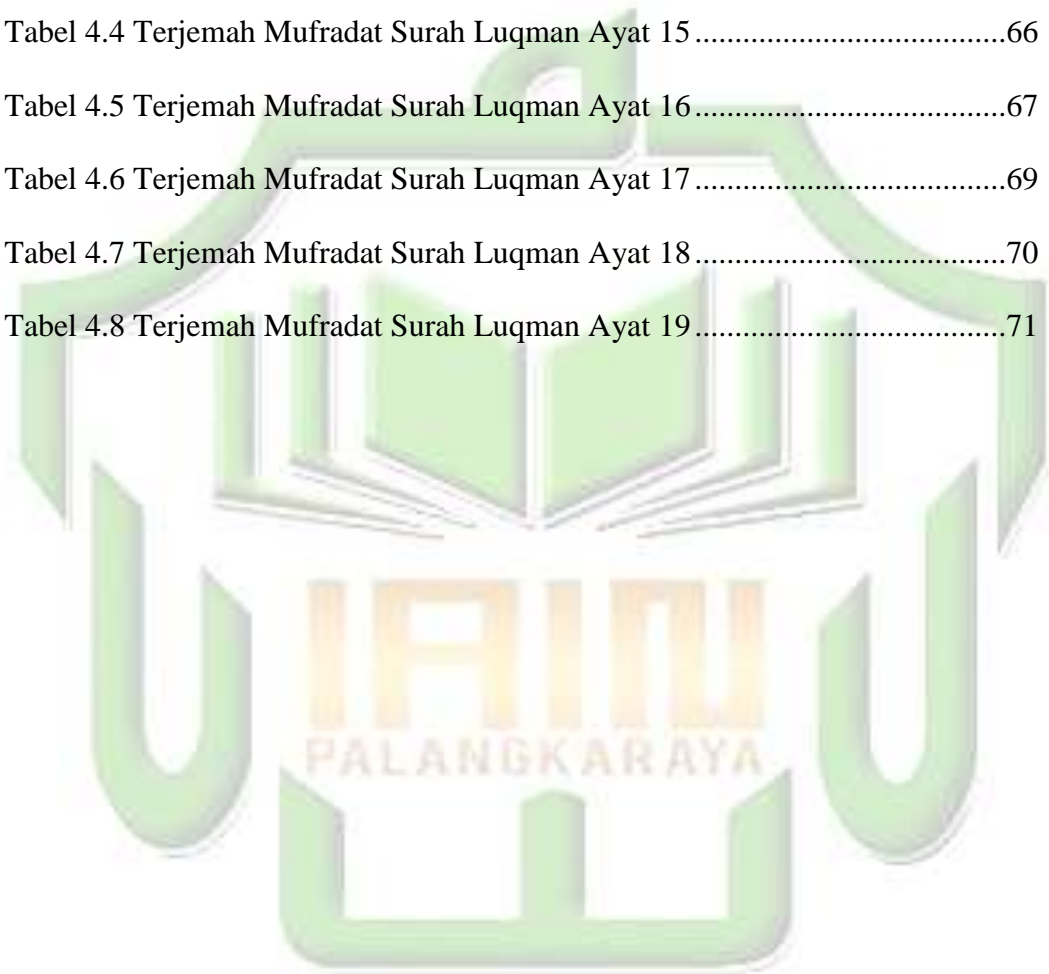 Tabel 4.4 Terjemah Mufradat Surah Luqman Ayat 15....................................66
Tabel 4.5 Terjemah Mufradat Surah Luqman Ayat 16....................................67
Tabel 4.6 Terjemah Mufradat Surah Luqman Ayat 17....................................69
Tabel 4.7 Terjemah Mufradat Surah Luqman Ayat 18....................................70
Tabel 4.8 Terjemah Mufradat Surah Luqman Ayat 19....................................71
IAIN
PALANGKARAYA